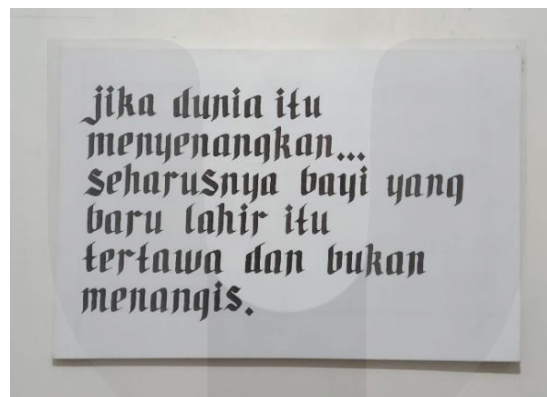 jika dunia itu
menyenangkan...
seharusnya bayi yang
baru lahir itu
tertawa dan bukan
menangis.